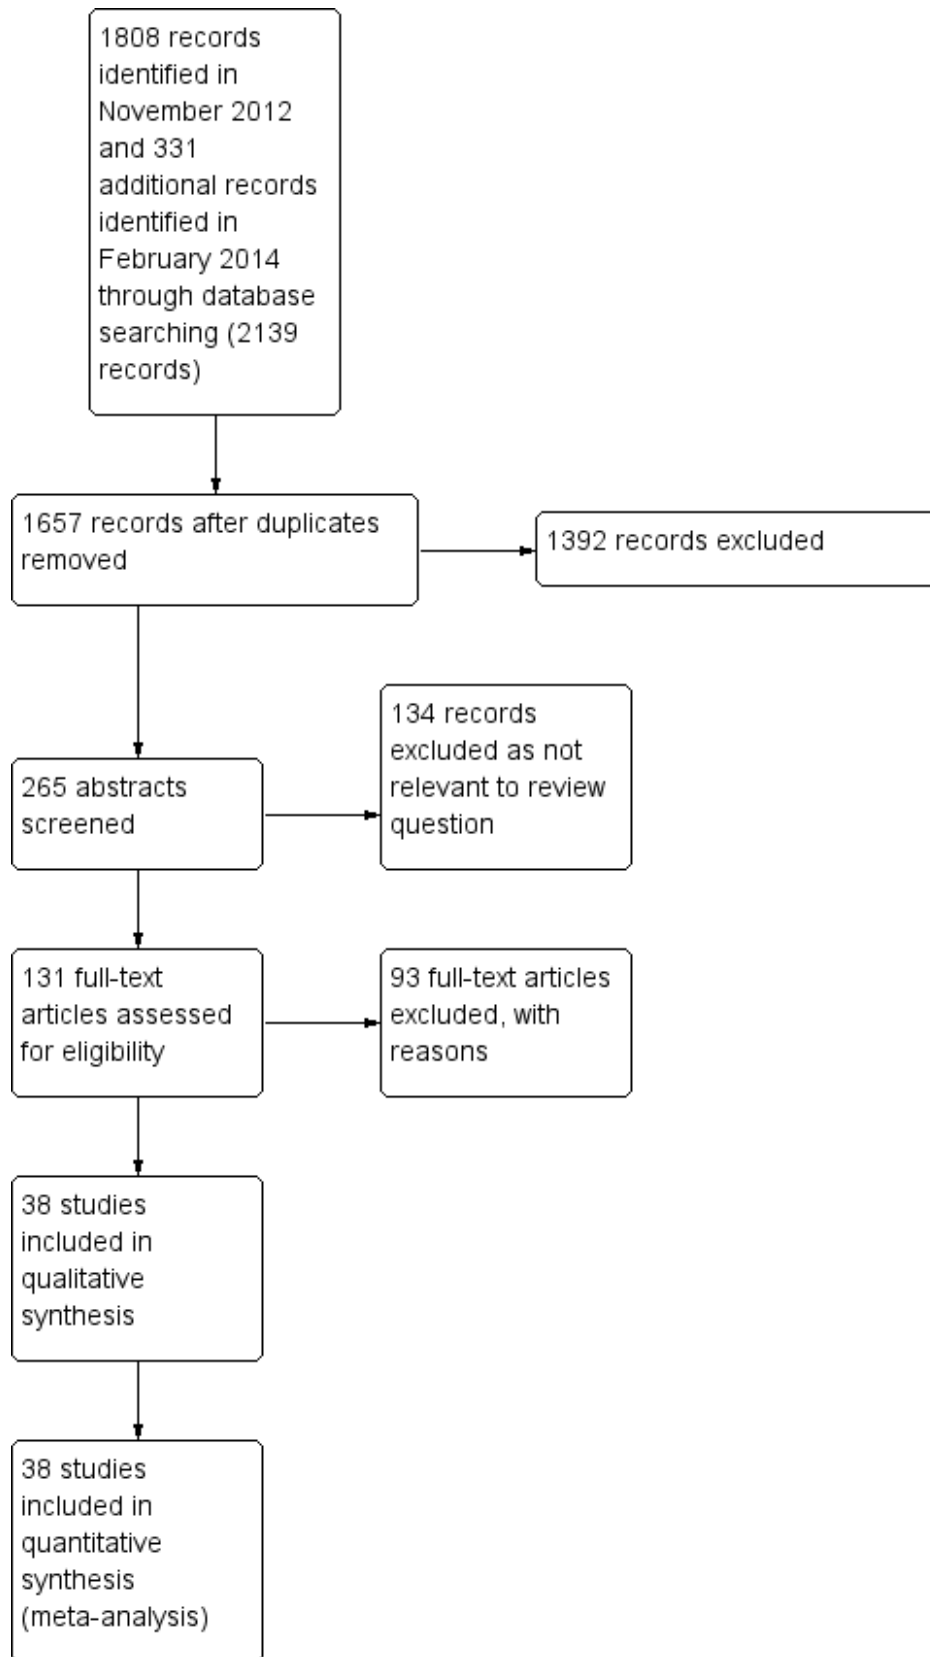 1808 records
identified in
November 2012
and 331
additional records
identified in
February 2014
through database
searching (2139
records)
1657 records after duplicates
removed
1392 records excluded
265 abstracts
screened
134 records
excluded as not
relevant to review
question
131 full-text
articles assessed
for eligibility
93 full-text articles
excluded, with
reasons
38 studies
included in
qualitative
synthesis
38 studies
included in
quantitative
synthesis
(meta-analysis)